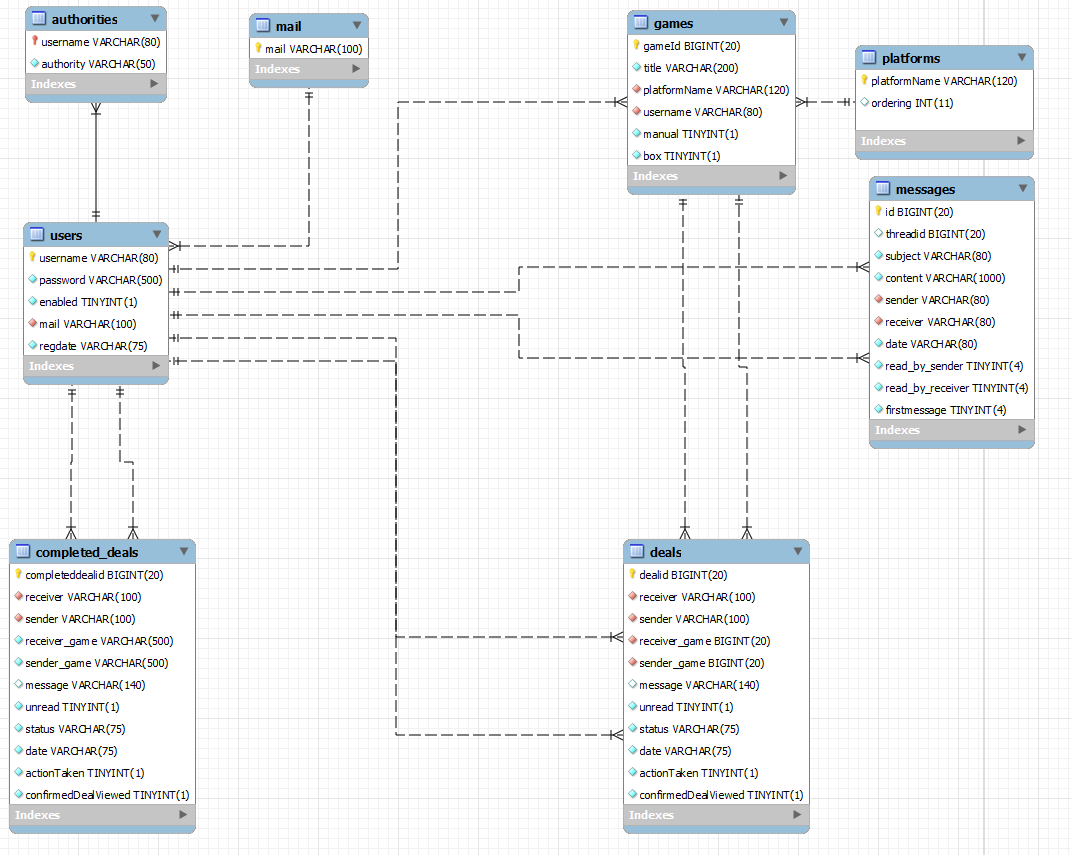 authorities
username VARCHAR(80)
authority VARCHAR(50)
Indexes
mail
mail VARCHAR(100)
Indexes
games
gameId BIGINT(20)
title VARCHAR(200)
platformName VARCHAR(120)
username VARCHAR(80)
manual TINYINT(1)
box TINYINT(1)
Indexes
platforms
platformName VARCHAR(120)
ordering INT(11)
Indexes
messages
id BIGINT(20)
threadid BIGINT(20)
subject VARCHAR(80)
content VARCHAR(1000)
sender VARCHAR(80)
receiver VARCHAR(80)
date VARCHAR(80)
read_by_sender TINYINT(4)
read_by_receiver TINYINT(4)
firstmessage TINYINT(4)
Indexes
users
username VARCHAR(80)
password VARCHAR(500)
enabled TINYINT(1)
mail VARCHAR(100)
regdate VARCHAR(75)
Indexes
completed_deals
completeddealid BIGINT(20)
receiver VARCHAR(100)
sender VARCHAR(100)
receiver_game VARCHAR(500)
sender_game VARCHAR(500)
message VARCHAR(140)
unread TINYINT(1)
status VARCHAR(75)
date VARCHAR(75)
actionTaken TINYINT(1)
confirmedDealViewed TINYINT(1)
Indexes
deals
dealid BIGINT(20)
receiver VARCHAR(100)
sender VARCHAR(100)
receiver_game BIGINT(20)
sender_game BIGINT(20)
message VARCHAR(140)
unread TINYINT(1)
status VARCHAR(75)
date VARCHAR(75)
actionTaken TINYINT(1)
confirmedDealViewed TINYINT(1)
Indexes